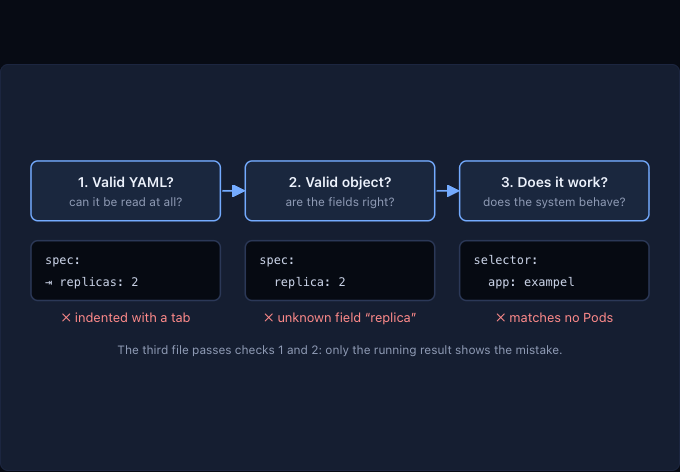 1. Valid YAML?
can it be read at all?
2. Valid object?
are the fields right?
3. Does it work?
does the system behave?
spec:
⇥ replicas: 2
spec:
replica: 2
selector:
app: exampel
✕ indented with a tab
✕ unknown field “replica”
✕ matches no Pods
The third file passes checks 1 and 2: only the running result shows the mistake.